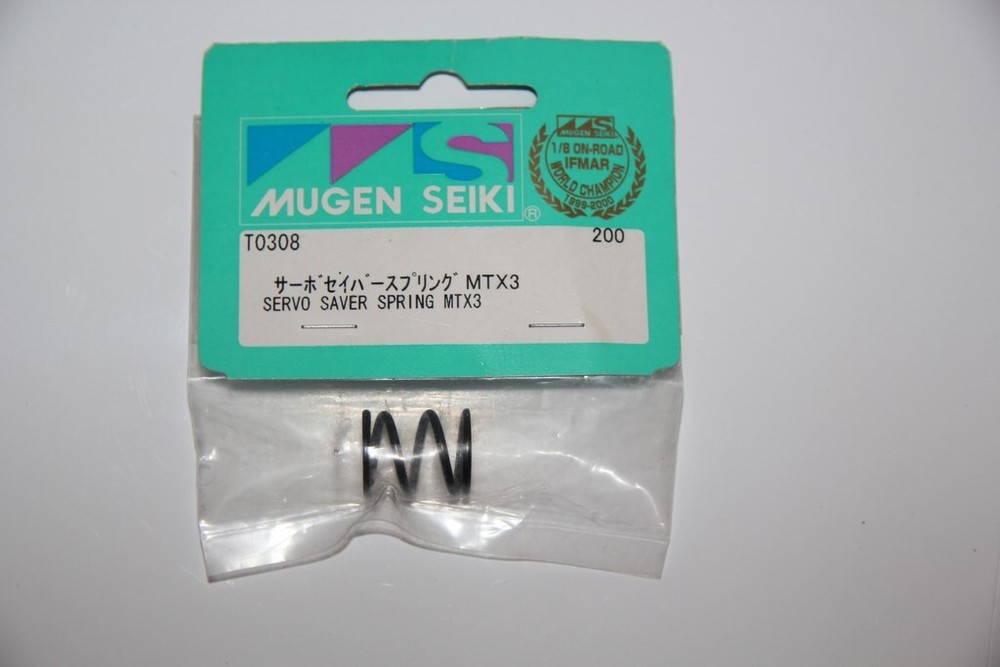 MS
MUGEN SEIKI®
MUGEN SEIKI
1/8 ON-ROAD
IFMAR
WORLD CHAMPION
1999-2000
T0308 200
サーボセイバースプリング MTX3
SERVO SAVER SPRING MTX3